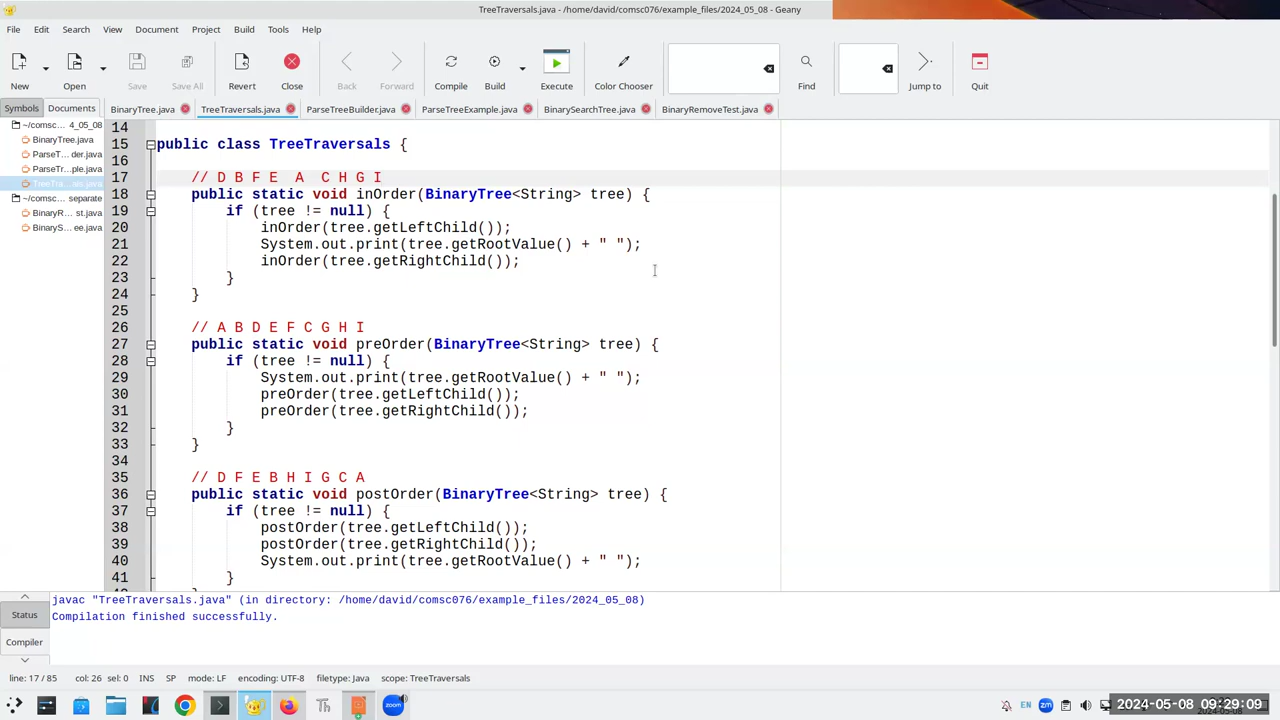 TreeTraversals.java - /home/david/comsc076/example_files/2024_05_08 - Geany
File Edit Search View Document Project Build Tools Help
New Open Save Save All Revert Close Back Forward Compile Build Execute Color Chooser Find Jump to Quit
Symbols Documents BinaryTree.java TreeTraversals.java ParseTreeBuilder.java ParseTreeExample.java BinarySearchTree.java BinaryRemoveTest.java
~/comsc... 4_05_08
BinaryTree.java
ParseT... der.java
ParseTr...ple.java
TreeTra...als.java
~/comsc... separate
BinaryR... st.java
BinaryS...ee.java
14
15 public class TreeTraversals {
16
17 // D B F E  A  C H G I
18 public static void inOrder(BinaryTree<String> tree) {
19 if (tree != null) {
20 inOrder(tree.getLeftChild());
21 System.out.print(tree.getRootValue() + " ");
22 inOrder(tree.getRightChild());
23 }
24 }
25
26 // A B D E F C G H I
27 public static void preOrder(BinaryTree<String> tree) {
28 if (tree != null) {
29 System.out.print(tree.getRootValue() + " ");
30 preOrder(tree.getLeftChild());
31 preOrder(tree.getRightChild());
32 }
33 }
34
35 // D F E B H I G C A
36 public static void postOrder(BinaryTree<String> tree) {
37 if (tree != null) {
38 postOrder(tree.getLeftChild());
39 postOrder(tree.getRightChild());
40 System.out.print(tree.getRootValue() + " ");
41 }
Status
Compiler
javac "TreeTraversals.java" (in directory: /home/david/comsc076/example_files/2024_05_08)
Compilation finished successfully.
line: 17 / 85 col: 26 sel: 0 INS SP mode: LF encoding: UTF-8 filetype: Java scope: TreeTraversals
Th zoom EN zm 2024-05-08 09:29:09